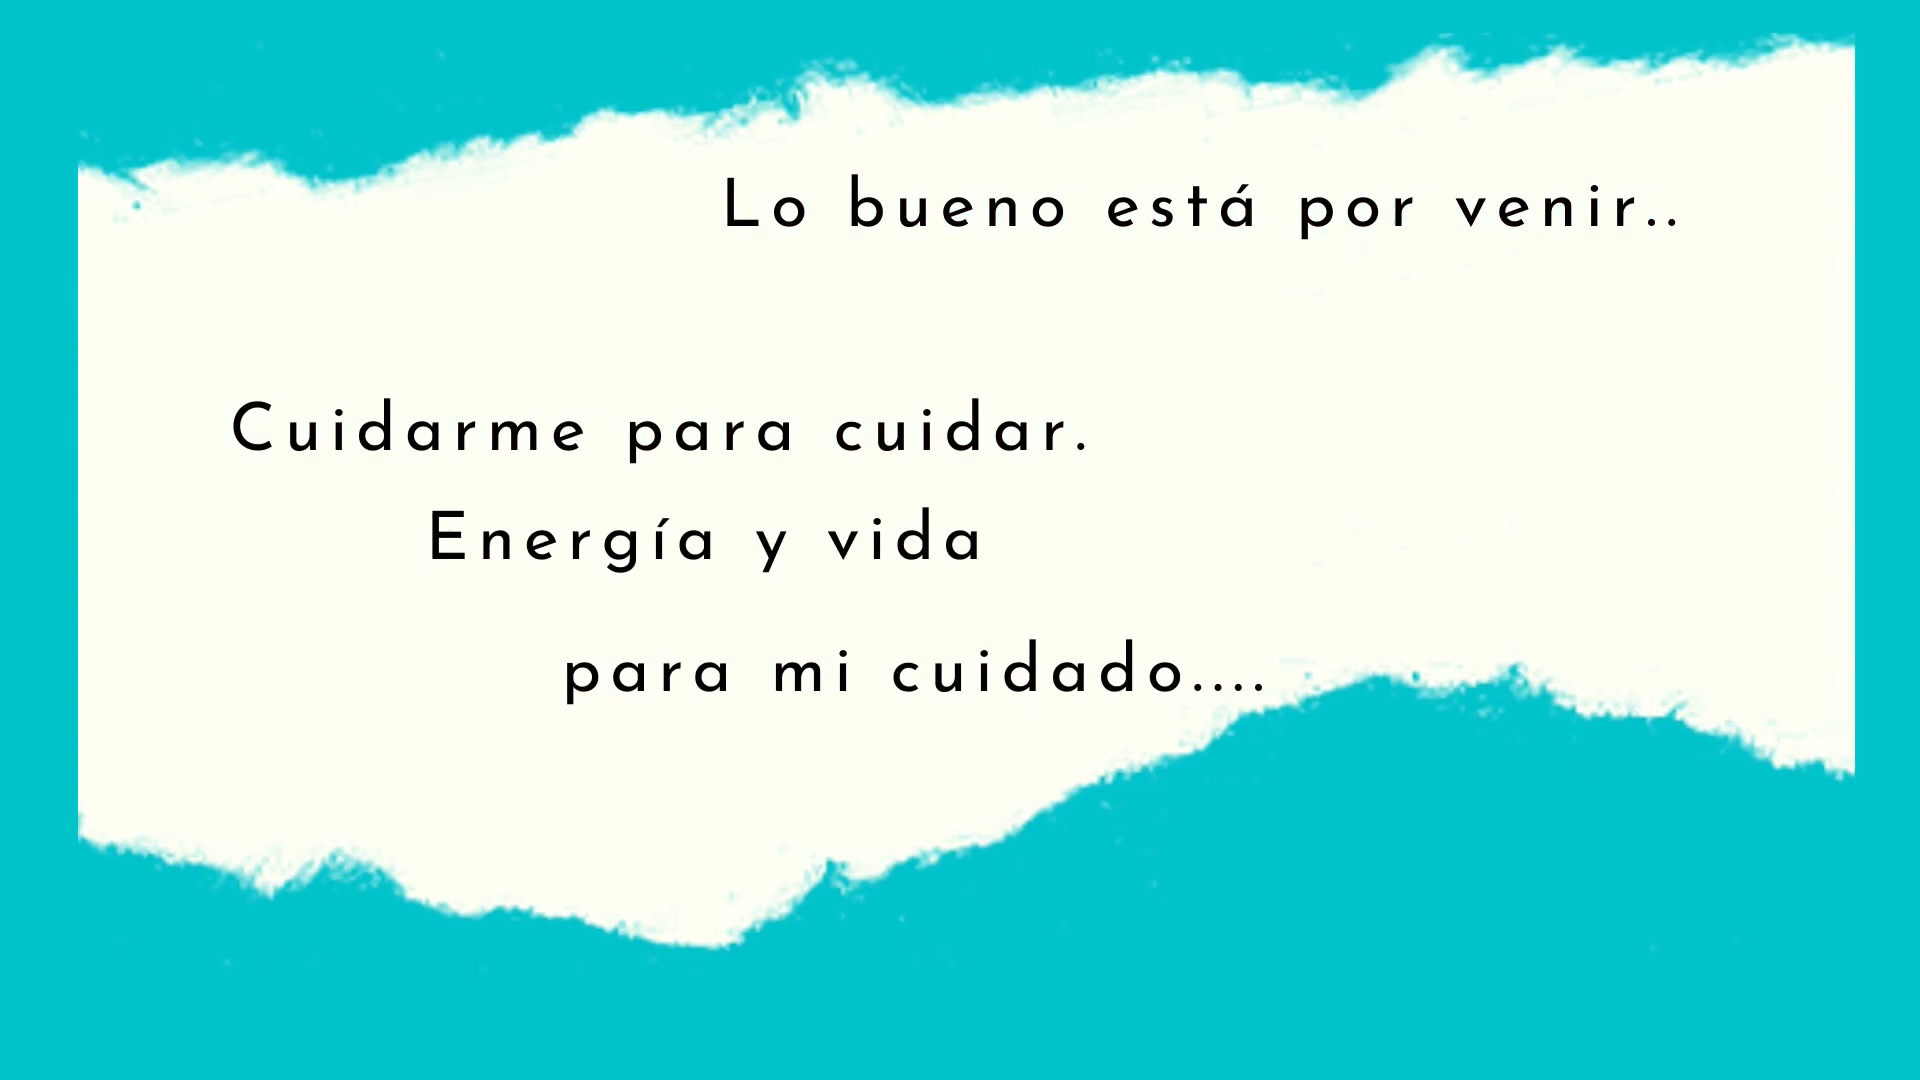 Lo bueno está por venir..
Cuidarme para cuidar.
Energía y vida
para mi cuidado....